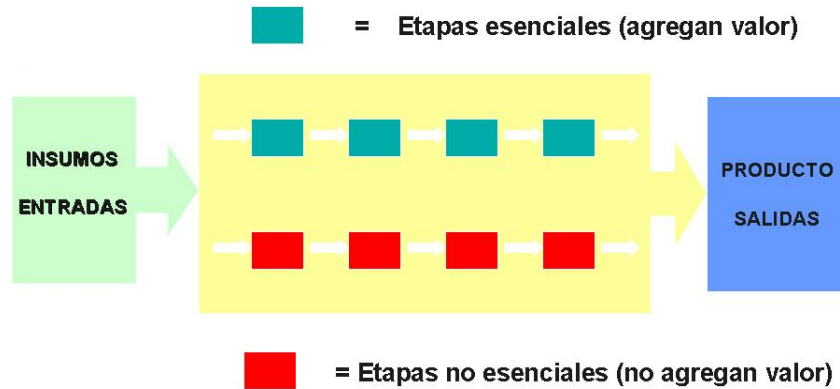 = Etapas esenciales (agregan valor)
INSUMOS
ENTRADAS
PRODUCTO
SALIDAS
= Etapas no esenciales (no agregan valor)